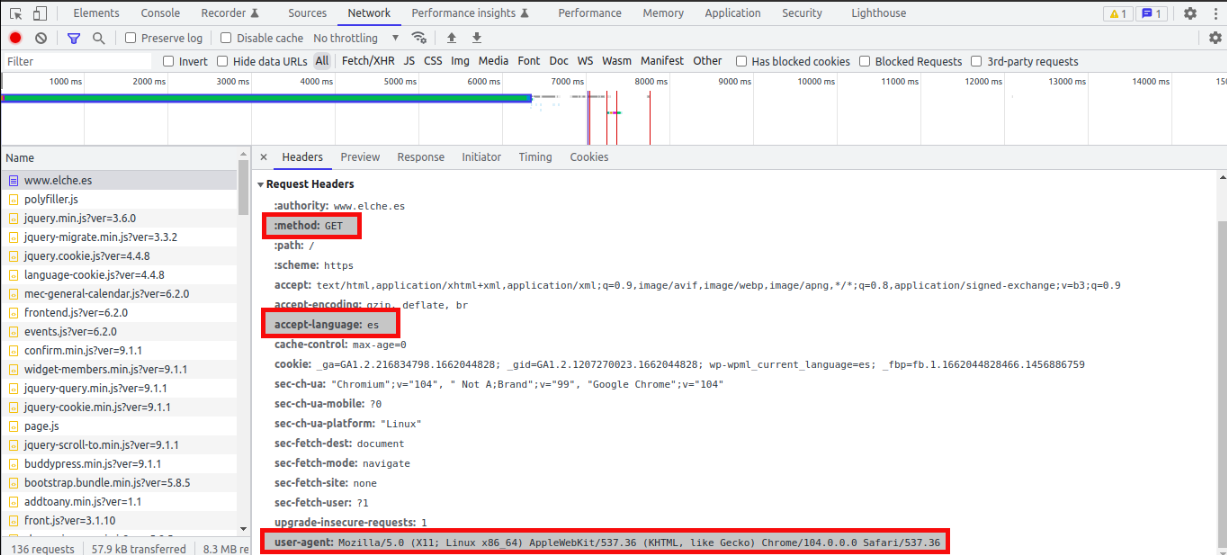 Elements Console Recorder Sources Network Performance insights Performance Memory Application Security Lighthouse 1 1
Preserve log Disable cache No throttling
Filter Invert Hide data URLs All Fetch/XHR JS CSS Img Media Font Doc WS Wasm Manifest Other Has blocked cookies Blocked Requests 3rd-party requests
1000 ms 2000 ms 3000 ms 4000 ms 5000 ms 6000 ms 7000 ms 8000 ms 9000 ms 10000 ms 11000 ms 12000 ms 13000 ms 14000 ms
Name
www.elche.es
polyfiller.js
jquery.min.js?ver=3.6.0
jquery-migrate.min.js?ver=3.3.2
jquery.cookie.js?ver=4.4.8
language-cookie.js?ver=4.4.8
mec-general-calendar.js?ver=6.2.0
frontend.js?ver=6.2.0
events.js?ver=6.2.0
confirm.min.js?ver=9.1.1
widget-members.min.js?ver=9.1.1
jquery-query.min.js?ver=9.1.1
jquery-cookie.min.js?ver=9.1.1
page.js
jquery-scroll-to.min.js?ver=9.1.1
buddypress.min.js?ver=9.1.1
bootstrap.bundle.min.js?ver=5.8.5
addtoany.min.js?ver=1.1
front.js?ver=3.1.10
136 requests 57.9 kB transferred 8.3 MB re
× Headers Preview Response Initiator Timing Cookies
Request Headers
:authority: www.elche.es
:method: GET
:path: /
:scheme: https
accept: text/html,application/xhtml+xml,application/xml;q=0.9,image/avif,image/webp,image/apng,*/*;q=0.8,application/signed-exchange;v=b3;q=0.9
accept-encoding: gzip, deflate, br
accept-language: es
cache-control: max-age=0
cookie: _ga=GA1.2.216834798.1662044828; _gid=GA1.2.1207270023.1662044828; wp-wpml_current_language=es; _fbp=fb.1.1662044828466.1456886759
sec-ch-ua: "Chromium";v="104", " Not A;Brand";v="99", "Google Chrome";v="104"
sec-ch-ua-mobile: ?0
sec-ch-ua-platform: "Linux"
sec-fetch-dest: document
sec-fetch-mode: navigate
sec-fetch-site: none
sec-fetch-user: ?1
upgrade-insecure-requests: 1
user-agent: Mozilla/5.0 (X11; Linux x86_64) AppleWebKit/537.36 (KHTML, like Gecko) Chrome/104.0.0.0 Safari/537.36